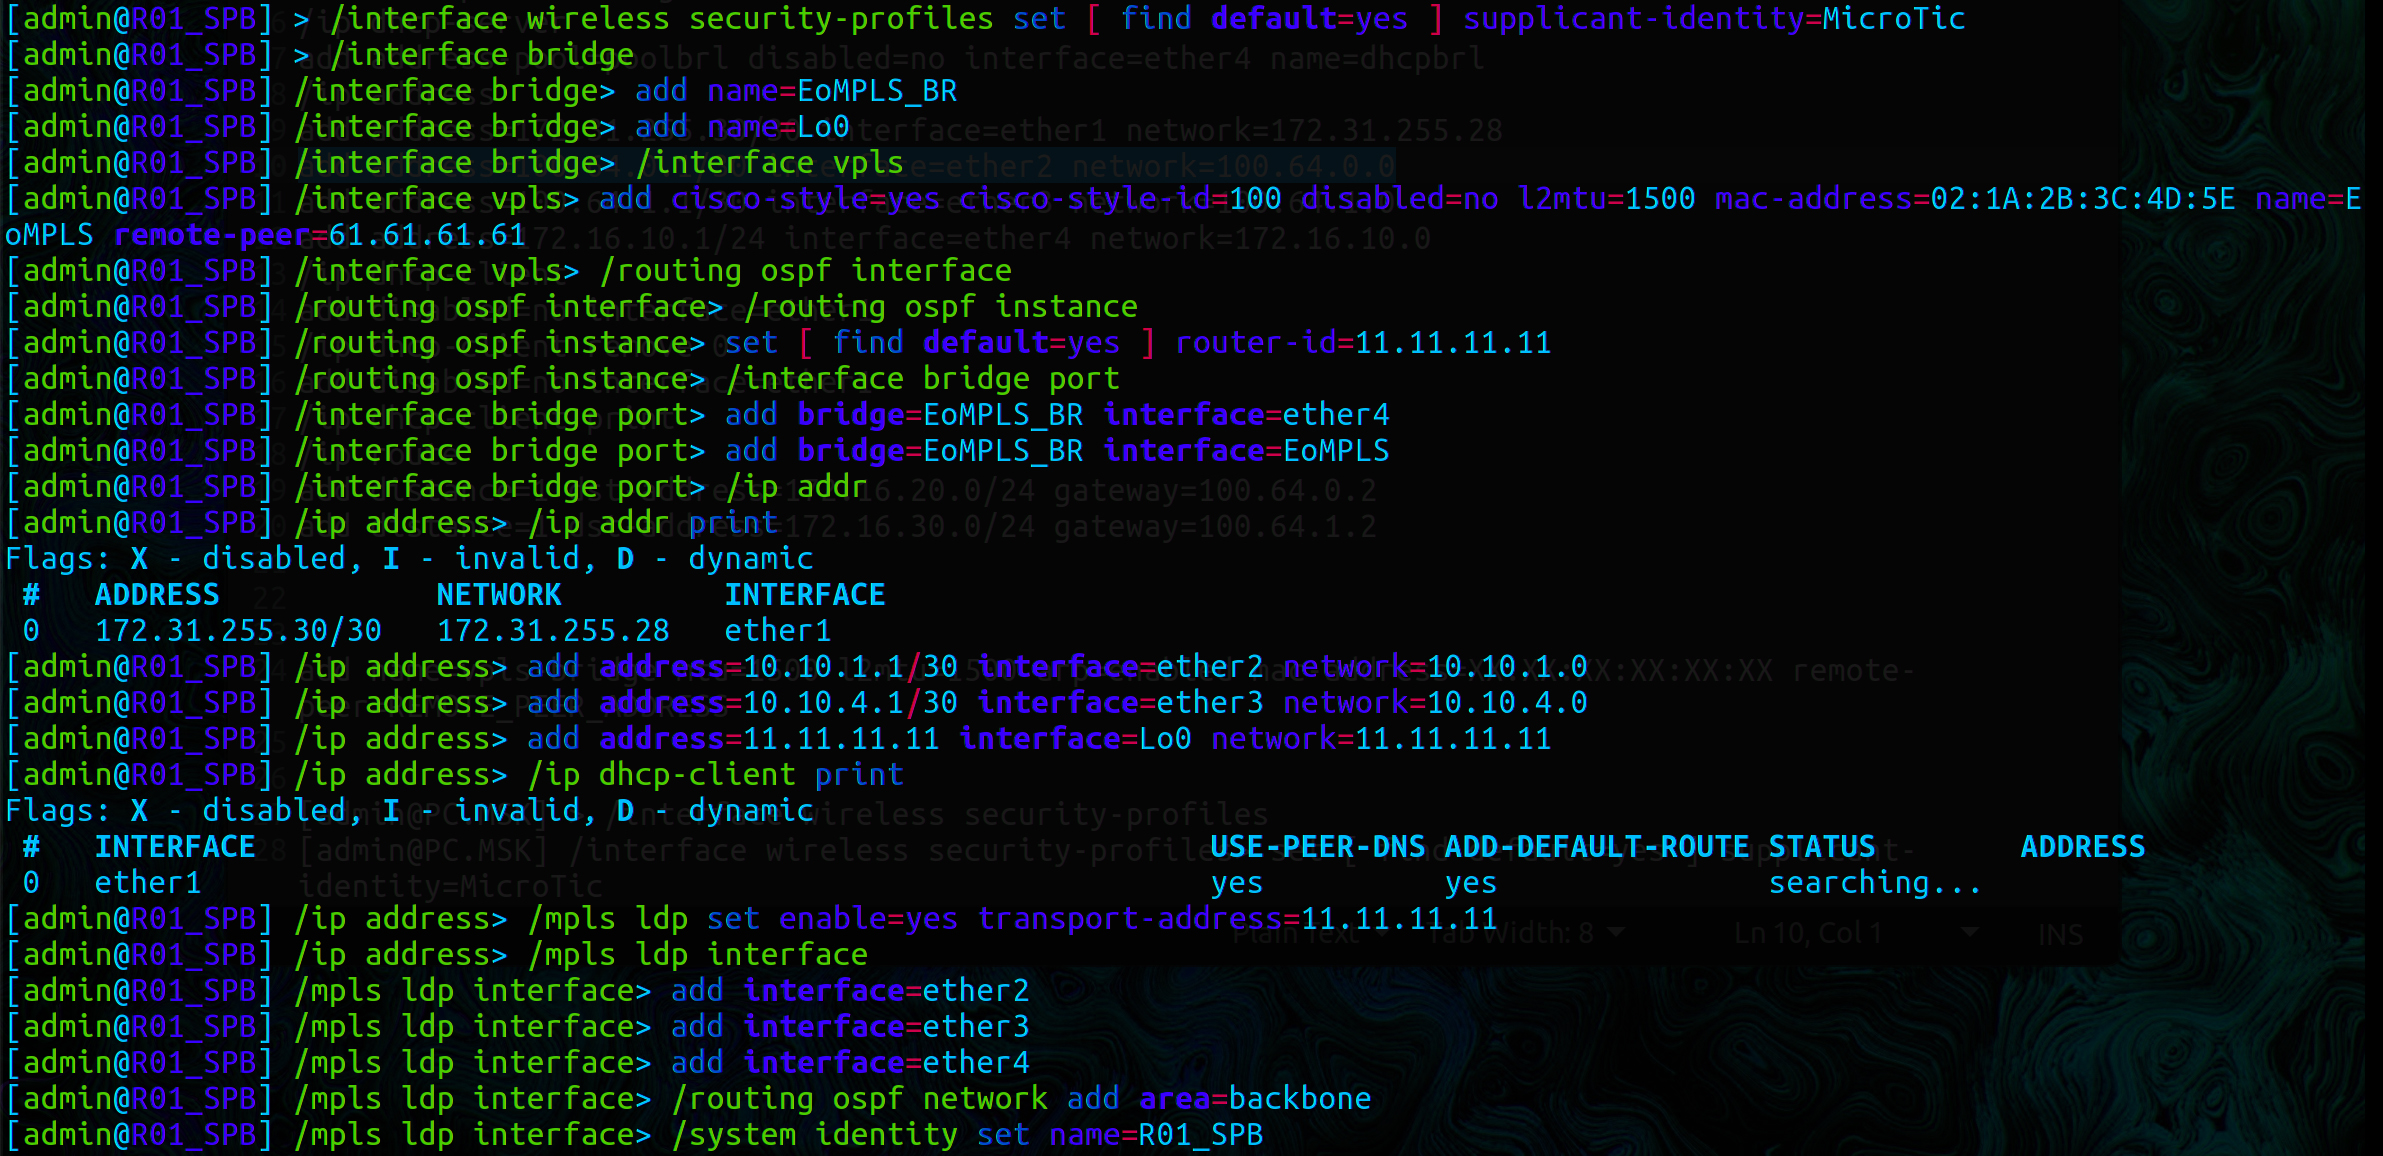 [admin@R01_SPB] > /interface wireless security-profiles set [ find default=yes ] supplicant-identity=MicroTic
[admin@R01_SPB] > /interface bridge
[admin@R01_SPB] /interface bridge> add name=EoMPLS_BR
[admin@R01_SPB] /interface bridge> add name=Lo0
[admin@R01_SPB] /interface bridge> /interface vpls
[admin@R01_SPB] /interface vpls> add cisco-style=yes cisco-style-id=100 disabled=no l2mtu=1500 mac-address=02:1A:2B:3C:4D:5E name=E
oMPLS remote-peer=61.61.61.61
[admin@R01_SPB] /interface vpls> /routing ospf interface
[admin@R01_SPB] /routing ospf interface> /routing ospf instance
[admin@R01_SPB] /routing ospf instance> set [ find default=yes ] router-id=11.11.11.11
[admin@R01_SPB] /routing ospf instance> /interface bridge port
[admin@R01_SPB] /interface bridge port> add bridge=EoMPLS_BR interface=ether4
[admin@R01_SPB] /interface bridge port> add bridge=EoMPLS_BR interface=EoMPLS
[admin@R01_SPB] /interface bridge port> /ip addr
[admin@R01_SPB] /ip address> /ip addr print
Flags: X - disabled, I - invalid, D - dynamic
 #   ADDRESS            NETWORK         INTERFACE
 0   172.31.255.30/30   172.31.255.28   ether1
[admin@R01_SPB] /ip address> add address=10.10.1.1/30 interface=ether2 network=10.10.1.0
[admin@R01_SPB] /ip address> add address=10.10.4.1/30 interface=ether3 network=10.10.4.0
[admin@R01_SPB] /ip address> add address=11.11.11.11 interface=Lo0 network=11.11.11.11
[admin@R01_SPB] /ip address> /ip dhcp-client print
Flags: X - disabled, I - invalid, D - dynamic
 #   INTERFACE   USE-PEER-DNS ADD-DEFAULT-ROUTE STATUS        ADDRESS
 0   ether1      yes          yes               searching...
[admin@R01_SPB] /ip address> /mpls ldp set enable=yes transport-address=11.11.11.11
[admin@R01_SPB] /ip address> /mpls ldp interface
[admin@R01_SPB] /mpls ldp interface> add interface=ether2
[admin@R01_SPB] /mpls ldp interface> add interface=ether3
[admin@R01_SPB] /mpls ldp interface> add interface=ether4
[admin@R01_SPB] /mpls ldp interface> /routing ospf network add area=backbone
[admin@R01_SPB] /mpls ldp interface> /system identity set name=R01_SPB